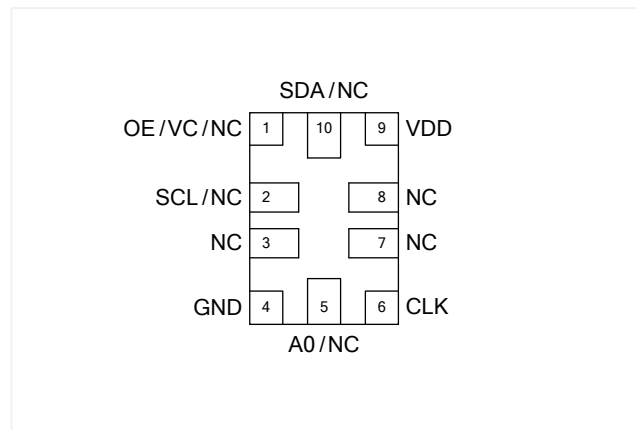 SDA/NC
OE/VC/NC 1 10 9 VDD
SCL/NC 2 8 NC
NC 3 7 NC
GND 4 5 6 CLK
A0/NC